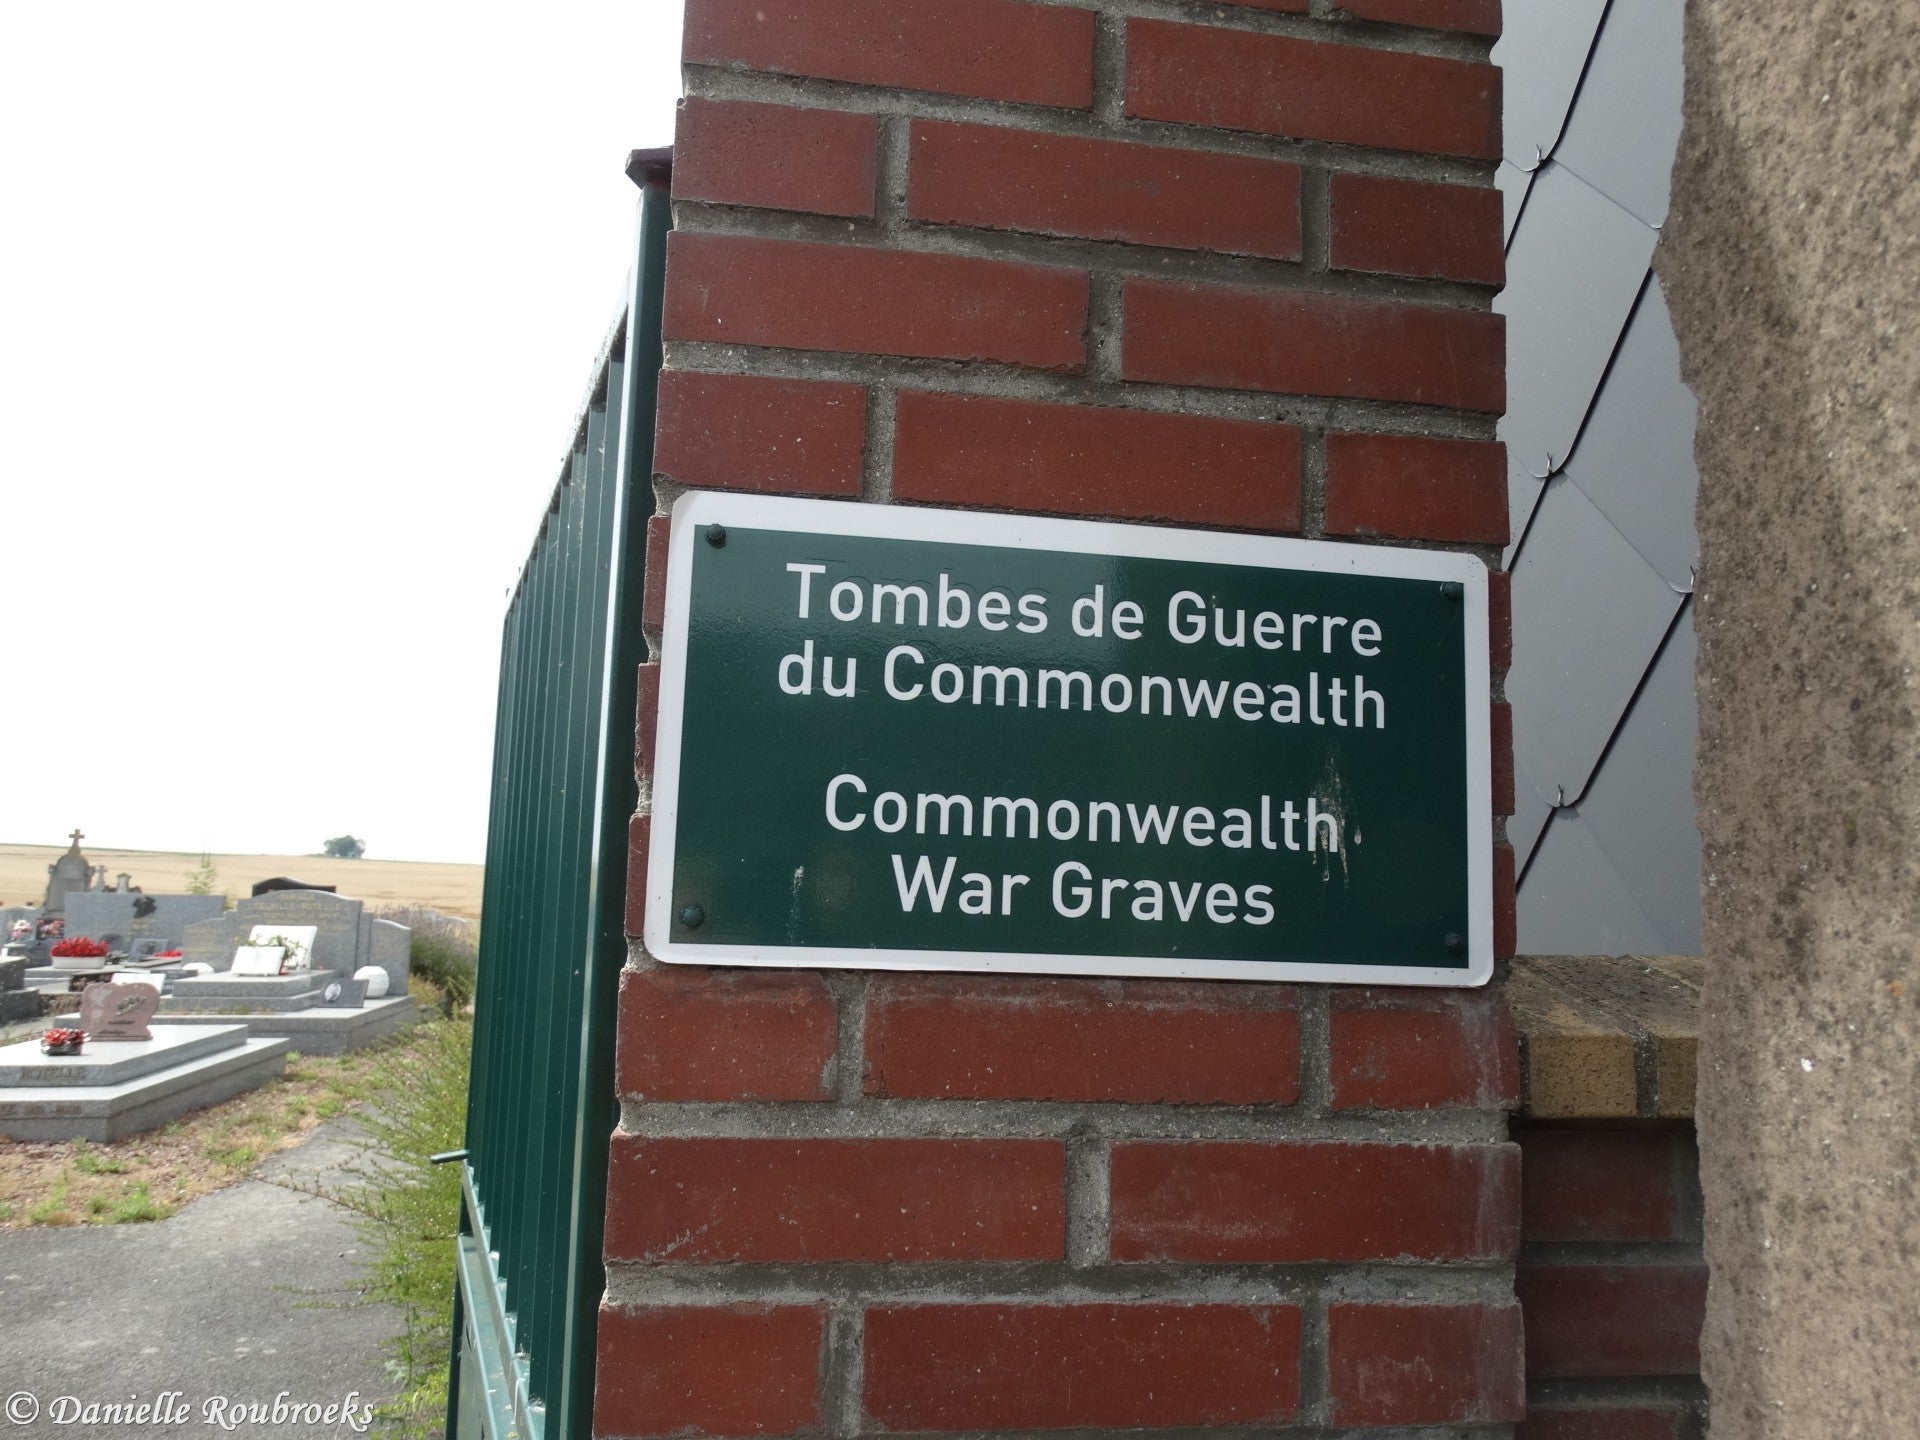 Tombes de Guerre
du Commonwealth
Commonwealth
War Graves
© Danielle Roubroeks